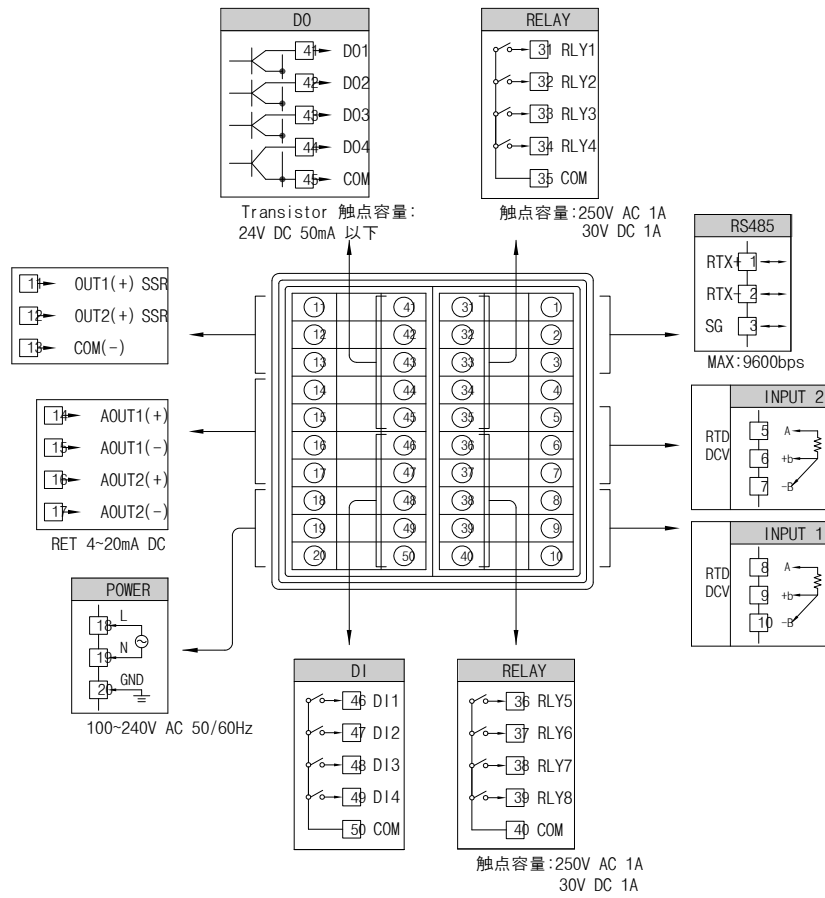 DO
41 DO1
42 DO2
43 DO3
44 DO4
45 COM
Transistor 触点容量:
24V DC 50mA 以下
RELAY
31 RLY1
32 RLY2
33 RLY3
34 RLY4
35 COM
触点容量:250V AC 1A
30V DC 1A
RS485
RTX+ 1
RTX- 2
SG 3
MAX:9600bps
11 OUT1(+) SSR
12 OUT2(+) SSR
13 COM(-)
14 AOUT1(+)
15 AOUT1(-)
16 AOUT2(+)
17 AOUT2(-)
RET 4~20mA DC
11 41 31 1
12 42 32 2
13 43 33 3
14 44 34 4
15 45 35 5
16 46 36 6
17 47 37 7
18 48 38 8
19 49 39 9
20 50 40 10
INPUT 2
RTD
DCV
5 A
6 +b
7 -B
INPUT 1
RTD
DCV
8 A
9 +b
10 -B
POWER
18 L
19 N
20 GND
100~240V AC 50/60Hz
DI
46 DI1
47 DI2
48 DI3
49 DI4
50 COM
RELAY
36 RLY5
37 RLY6
38 RLY7
39 RLY8
40 COM
触点容量:250V AC 1A
30V DC 1A